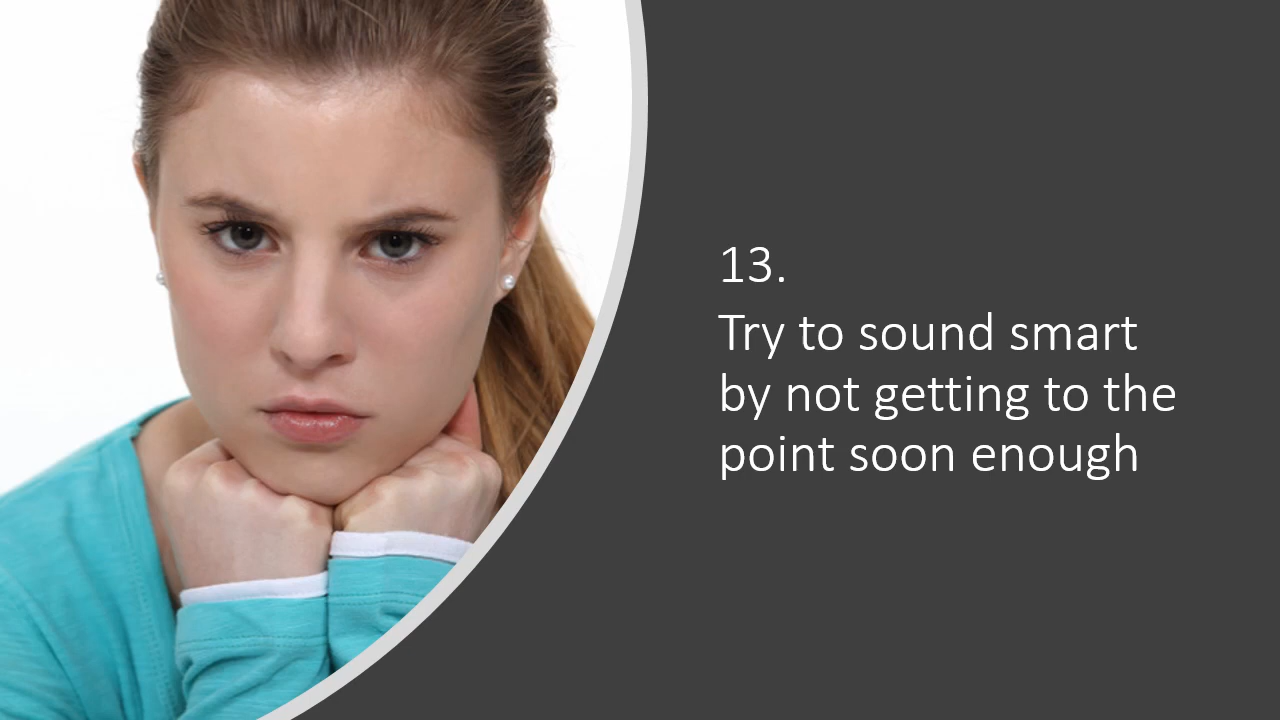 13.
Try to sound smart
by not getting to the
point soon enough